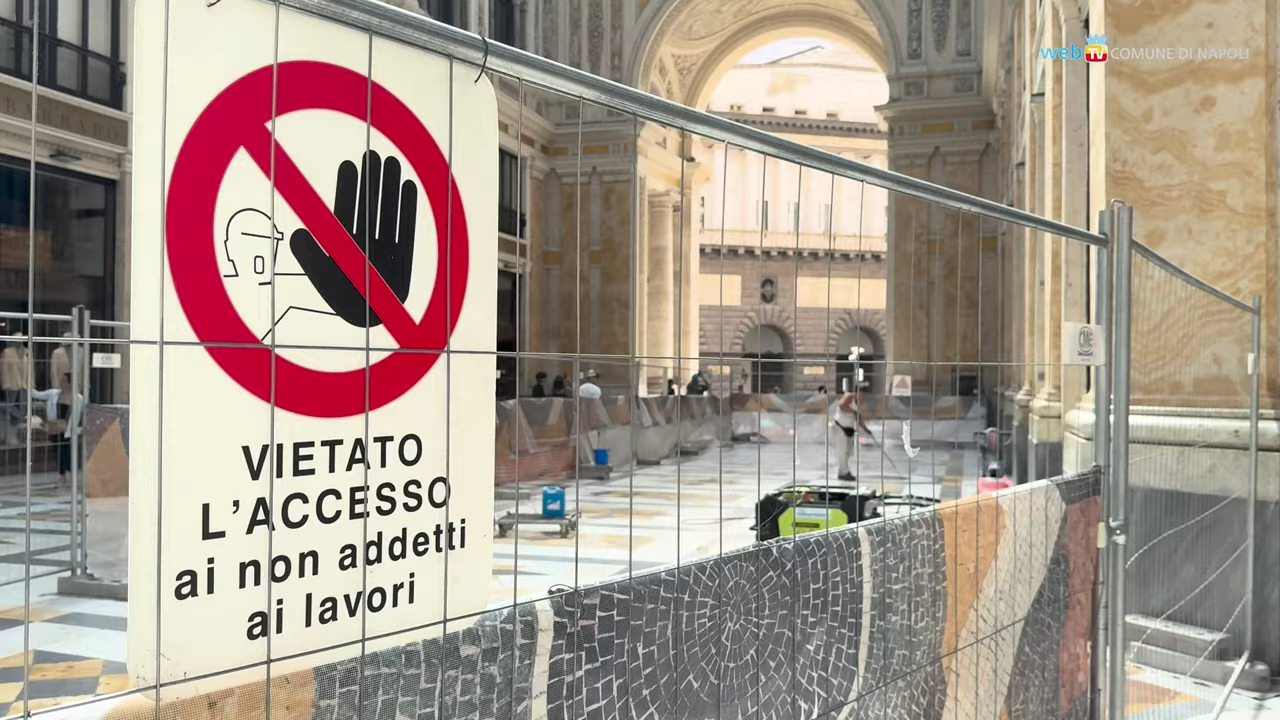 web TV COMUNE DI NAPOLI
VIETATO
L'ACCESSO
ai non addetti
ai lavori